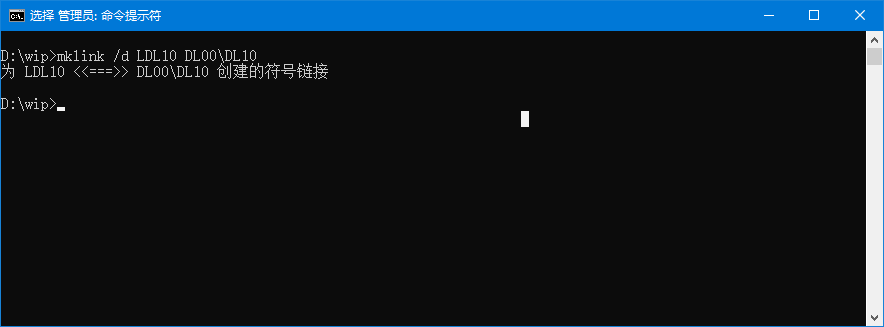 选择 管理员: 命令提示符
D:\wip>mklink /d LDL10 DL00\DL10
为 LDL10 <<===>> DL00\DL10 创建的符号链接
D:\wip>